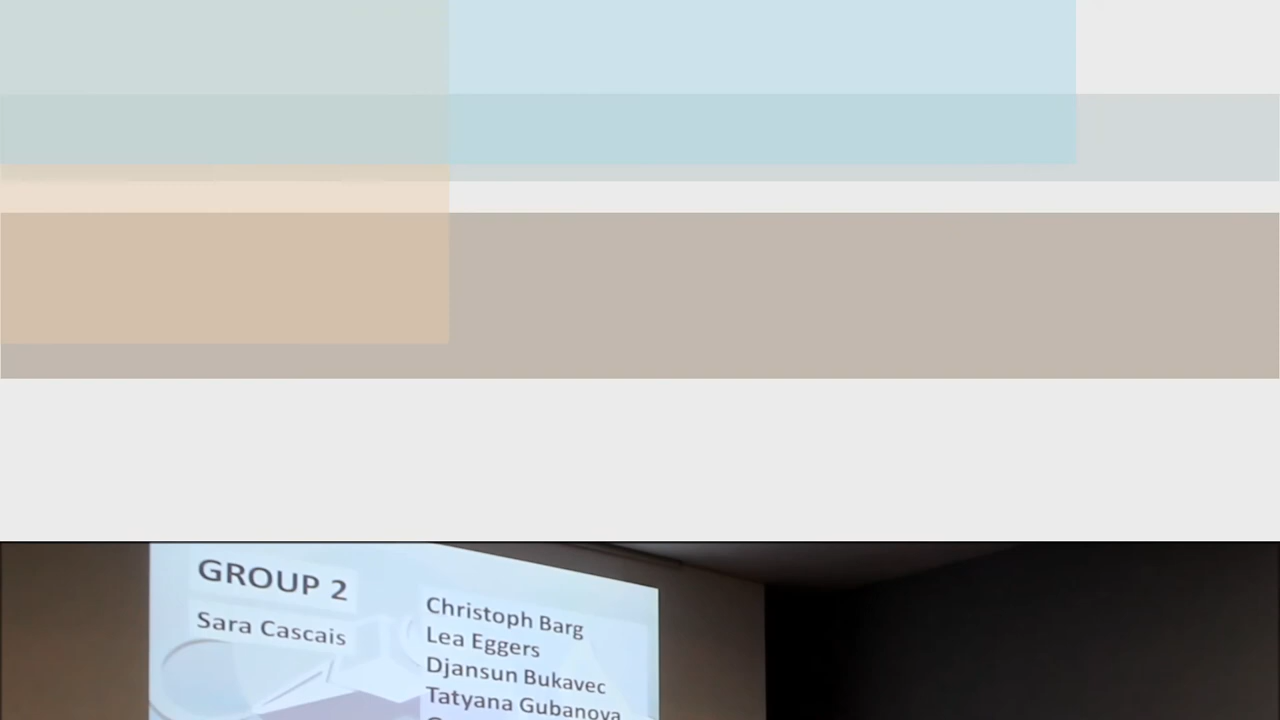 GROUP 2
Sara Cascais
Christoph Barg
Lea Eggers
Djansun Bukavec
Tatyana Gubanova